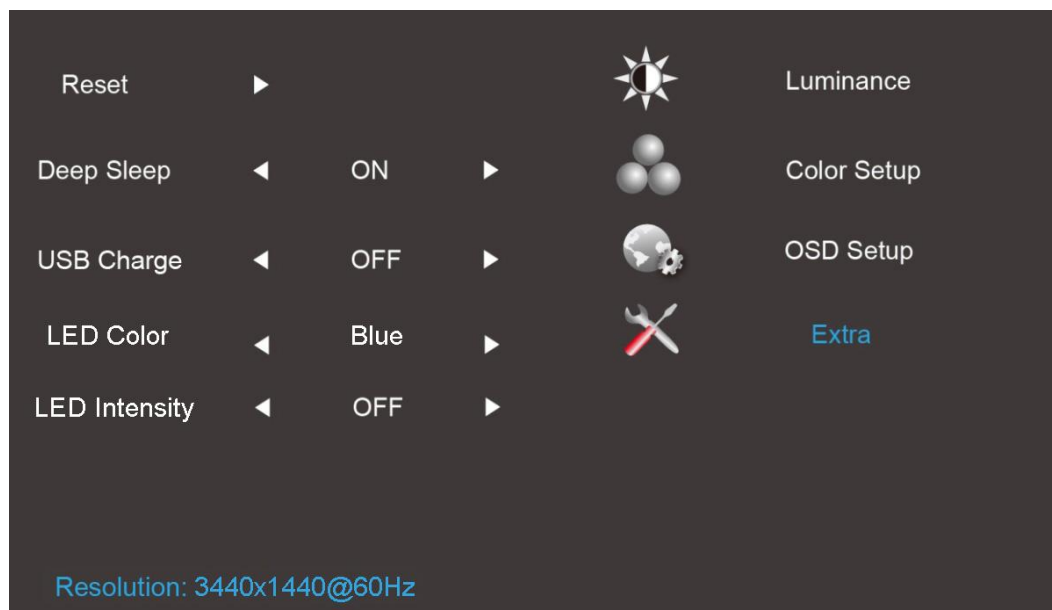 Reset Luminance
Deep Sleep ON Color Setup
USB Charge OFF OSD Setup
LED Color Blue Extra
LED Intensity OFF
Resolution: 3440x1440@60Hz